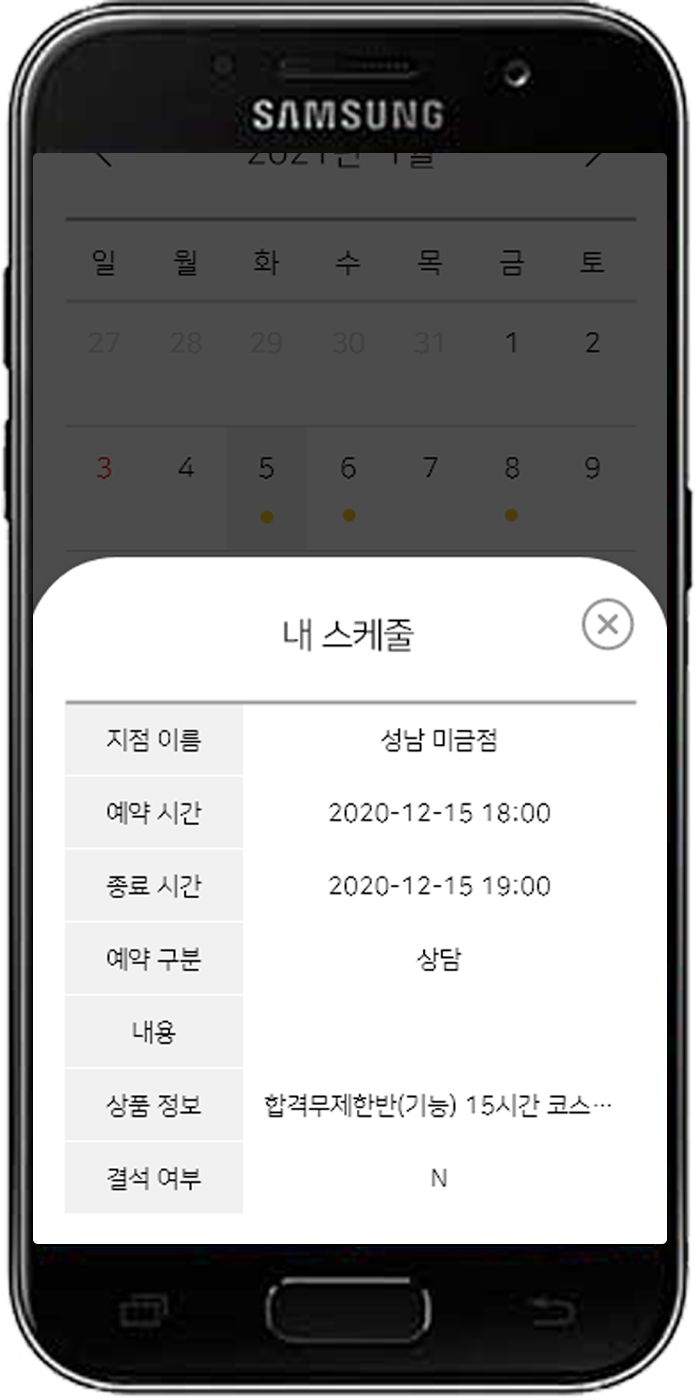 SAMSUNG
2021년 1월
일 월 화 수 목 금 토
27 28 29 30 31 1 2
3 4 5 6 7 8 9
내 스케줄
지점 이름 성남 미금점
예약 시간 2020-12-15 18:00
종료 시간 2020-12-15 19:00
예약 구분 상담
내용
상품 정보 합격무제한반(기능) 15시간 코스…
결석 여부 N